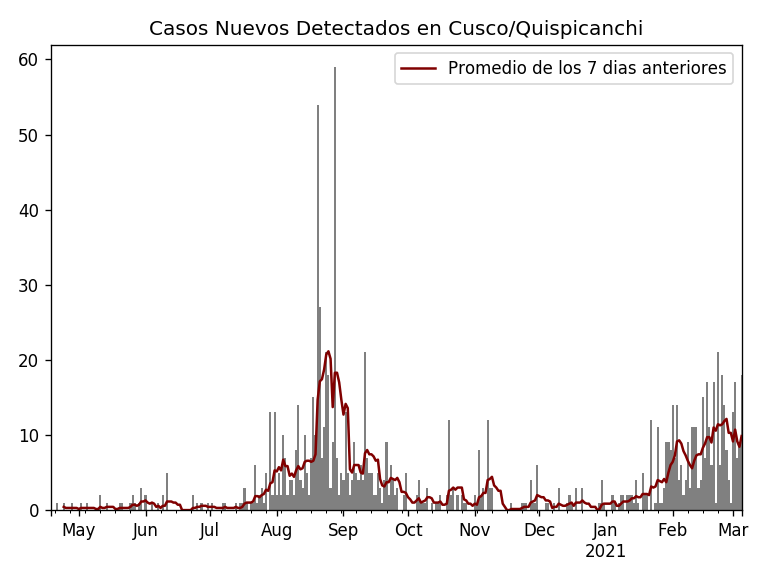 Casos Nuevos Detectados en Cusco/Quispicanchi
Promedio de los 7 dias anteriores
60
50
40
30
20
10
0
May Jun Jul Aug Sep Oct Nov Dec Jan Feb Mar
2021